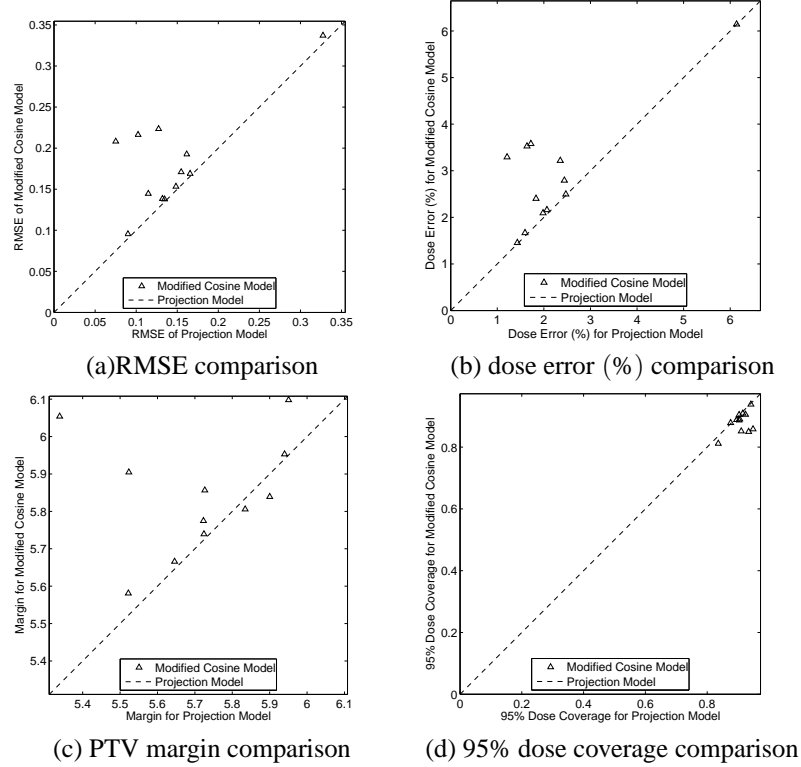 0.35
0.3
0.25
0.2
0.15
0.1
0.05
0
RMSE of Modified Cosine Model
0 0.05 0.1 0.15 0.2 0.25 0.3 0.35
RMSE of Projection Model
Modified Cosine Model
Projection Model
(a)RMSE comparison
6
5
4
3
2
1
0
Dose Error (%) for Modified Cosine Model
0 1 2 3 4 5 6
Dose Error (%) for Projection Model
Modified Cosine Model
Projection Model
(b) dose error (%) comparison
6.1
6
5.9
5.8
5.7
5.6
5.5
5.4
Margin for Modified Cosine Model
5.4 5.5 5.6 5.7 5.8 5.9 6 6.1
Margin for Projection Model
Modified Cosine Model
Projection Model
(c) PTV margin comparison
0.8
0.6
0.4
0.2
0
95% Dose Coverage for Modified Cosine Model
0 0.2 0.4 0.6 0.8
95% Dose Coverage for Projection Model
Modified Cosine Model
Projection Model
(d) 95% dose coverage comparison